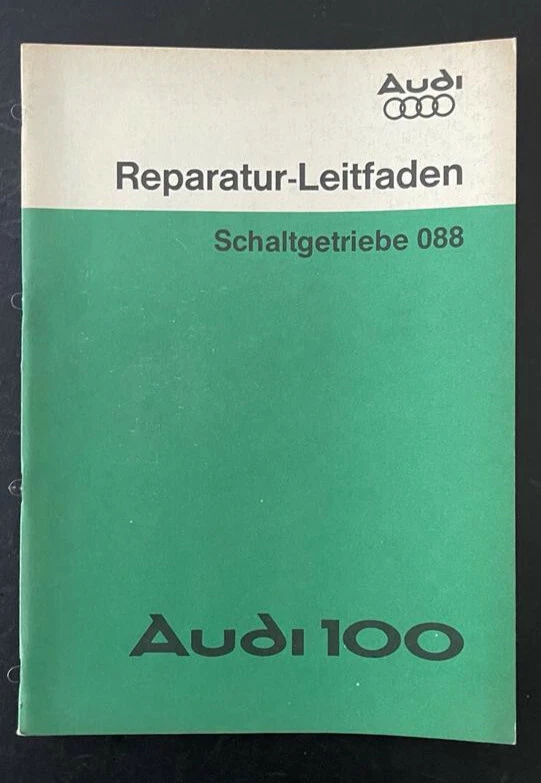 Audi
Reparatur-Leitfaden
Schaltgetriebe 088
Audi 100